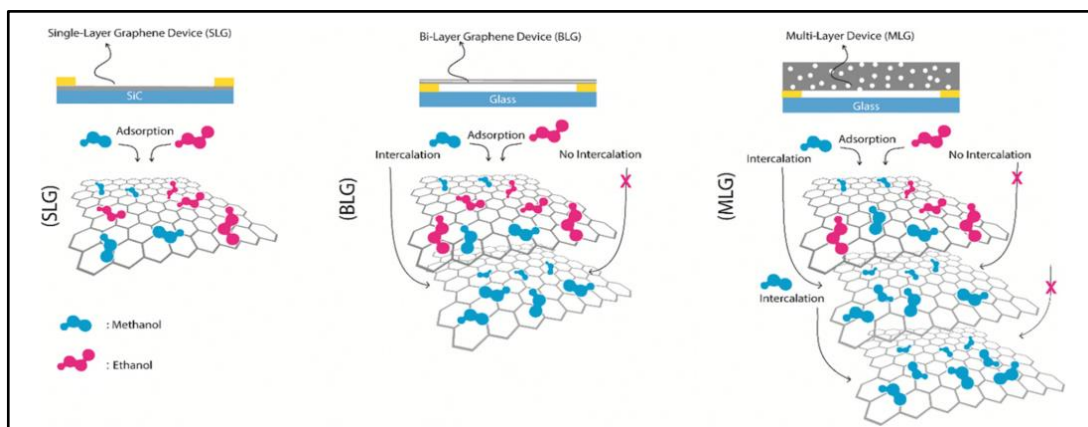 Single-Layer Graphene Device (SLG)
SiC
Adsorption
(SLG)
: Methanol
: Ethanol
Bi-Layer Graphene Device (BLG)
Glass
Adsorption
Intercalation
No Intercalation
X
(BLG)
Multi-Layer Device (MLG)
Glass
Adsorption
Intercalation
No Intercalation
X
(MLG)
Intercalation
X